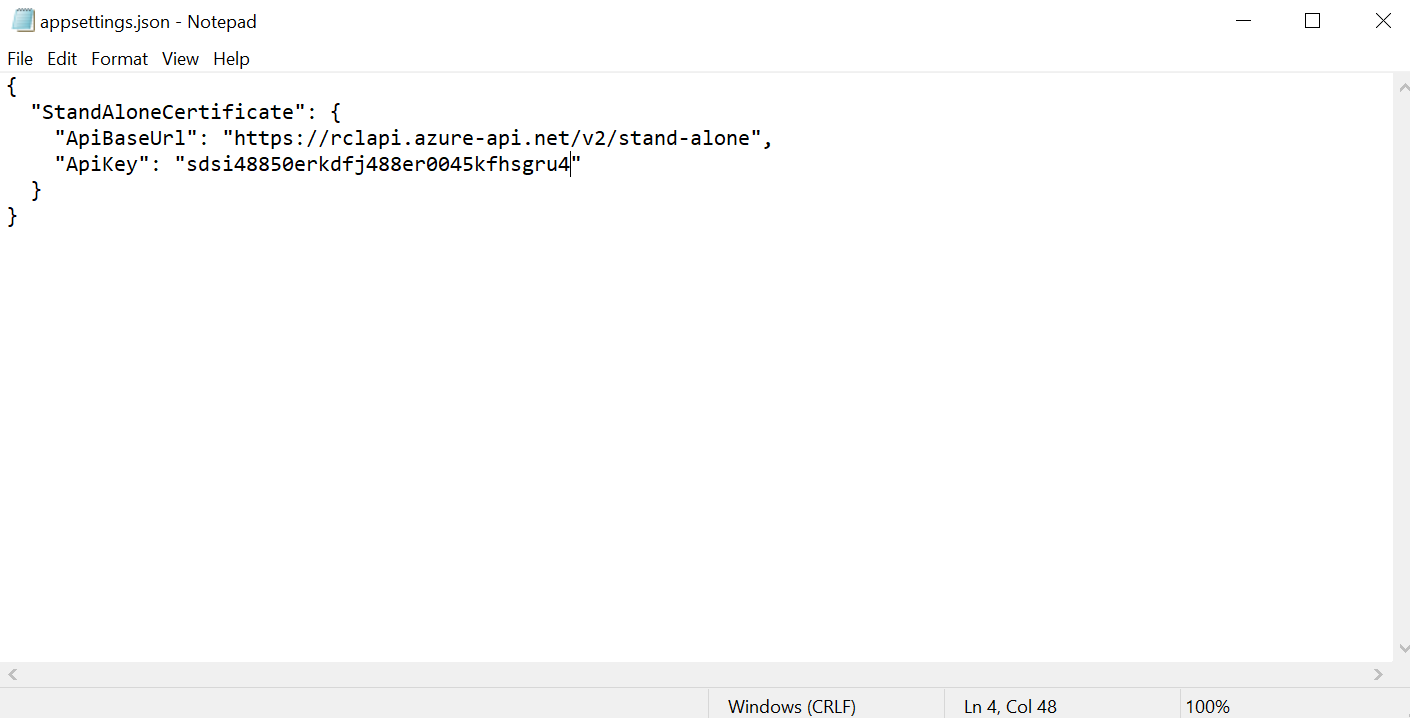 appsettings.json - Notepad
File Edit Format View Help
{
  "StandAloneCertificate": {
    "ApiBaseUrl": "https://rclapi.azure-api.net/v2/stand-alone",
    "ApiKey": "sdsi48850erkdfj488er0045kfhsgru4"
  }
}
Windows (CRLF) Ln 4, Col 48 100%